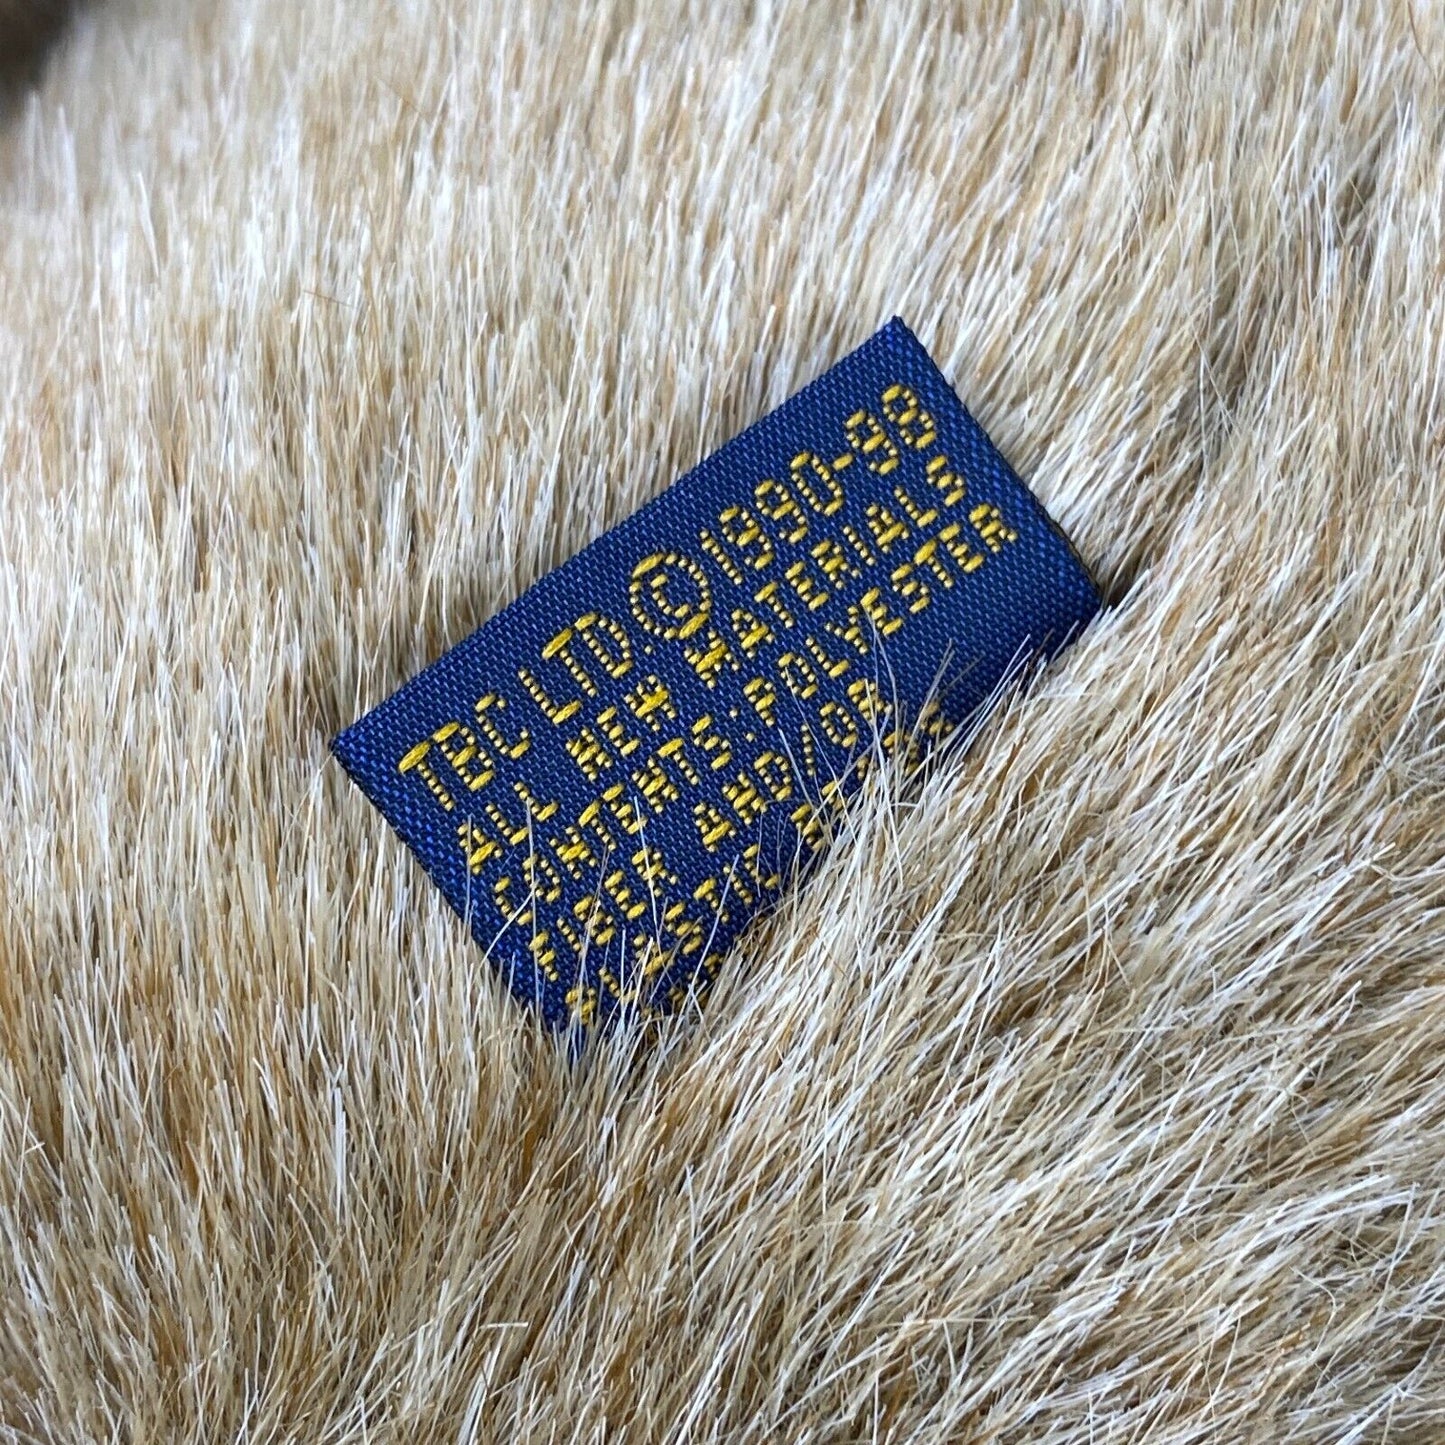 TBC LTD. © 1990-98
ALL NEW MATERIALS
CONTENTS: POLYESTER
FIBER AND/OR